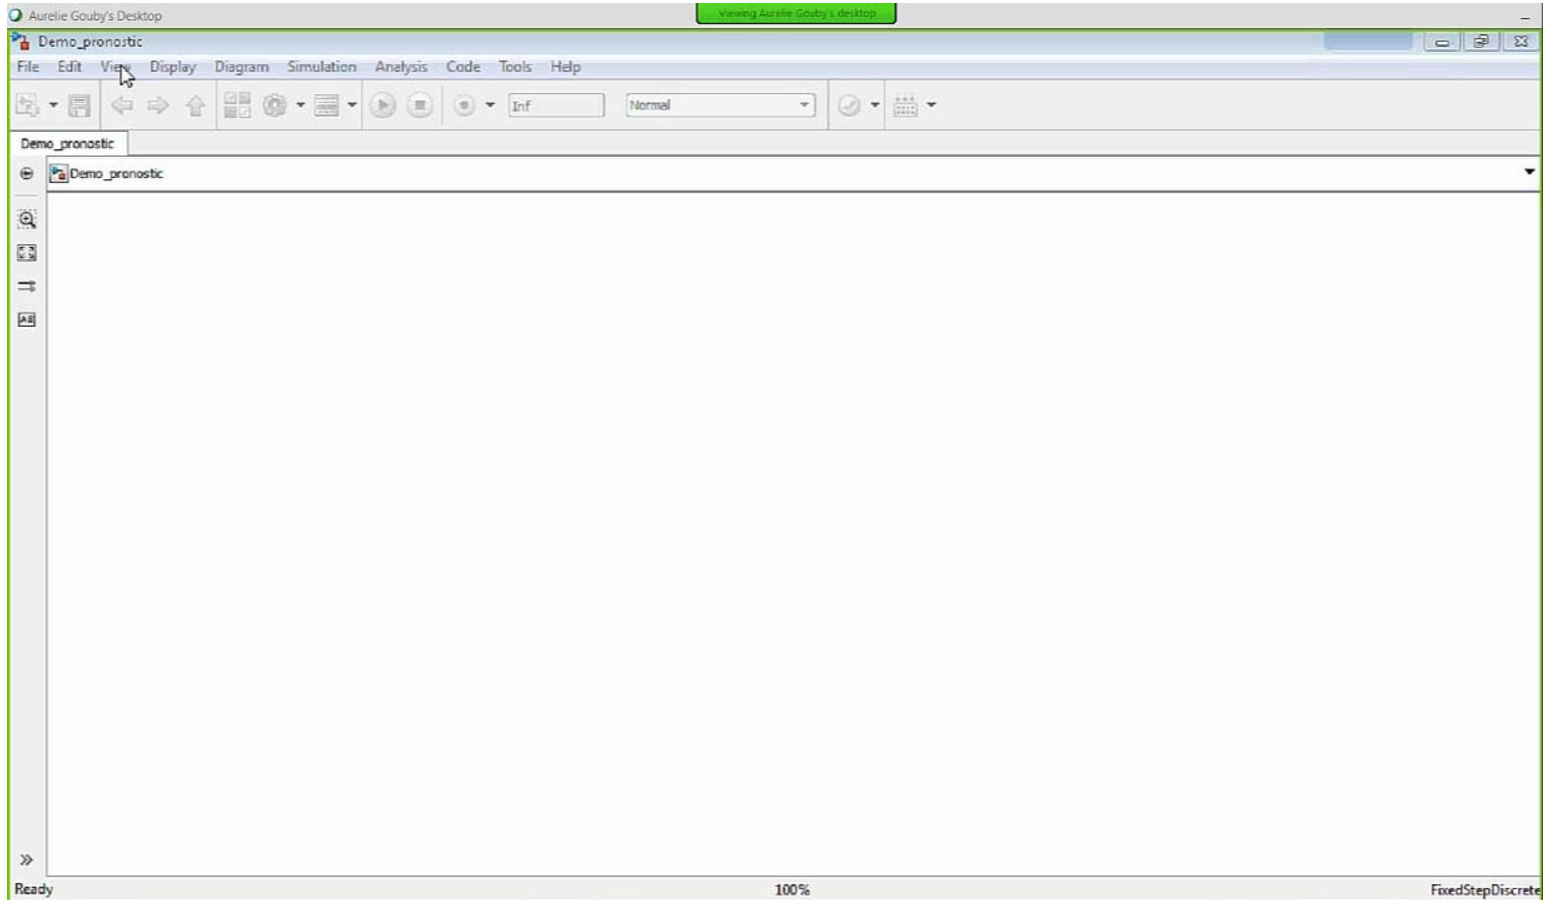 Aurelie Gouby's Desktop
Viewing Aurelie Gouby's desktop
Demo_pronostic
File Edit View Display Diagram Simulation Analysis Code Tools Help
Inf Normal
Demo_pronostic
Demo_pronostic
Ready 100% FixedStepDiscrete